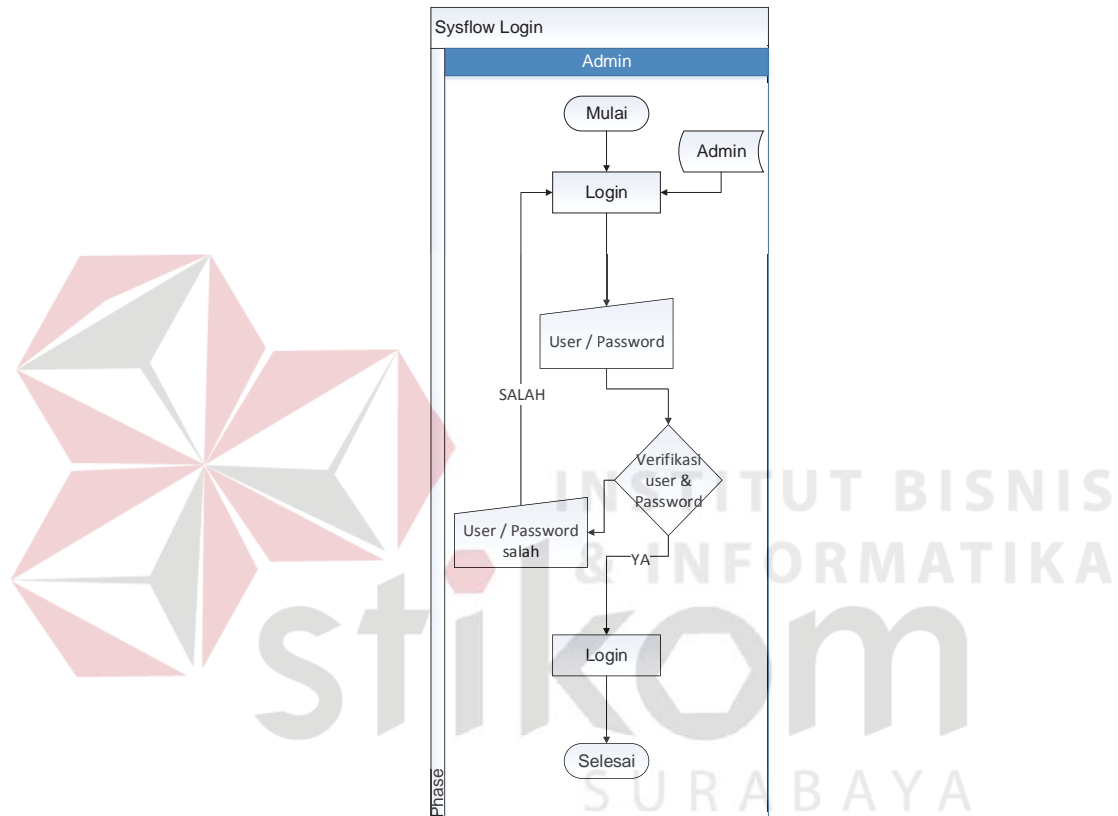 Sysflow Login
Admin
Mulai
Admin
Login
User / Password
SALAH
Verifikasi
user &
Password
User / Password
salah
YA
Login
Selesai
Phase
INSTITUT BISNIS
& INFORMATIKA
stikom
SURABAYA